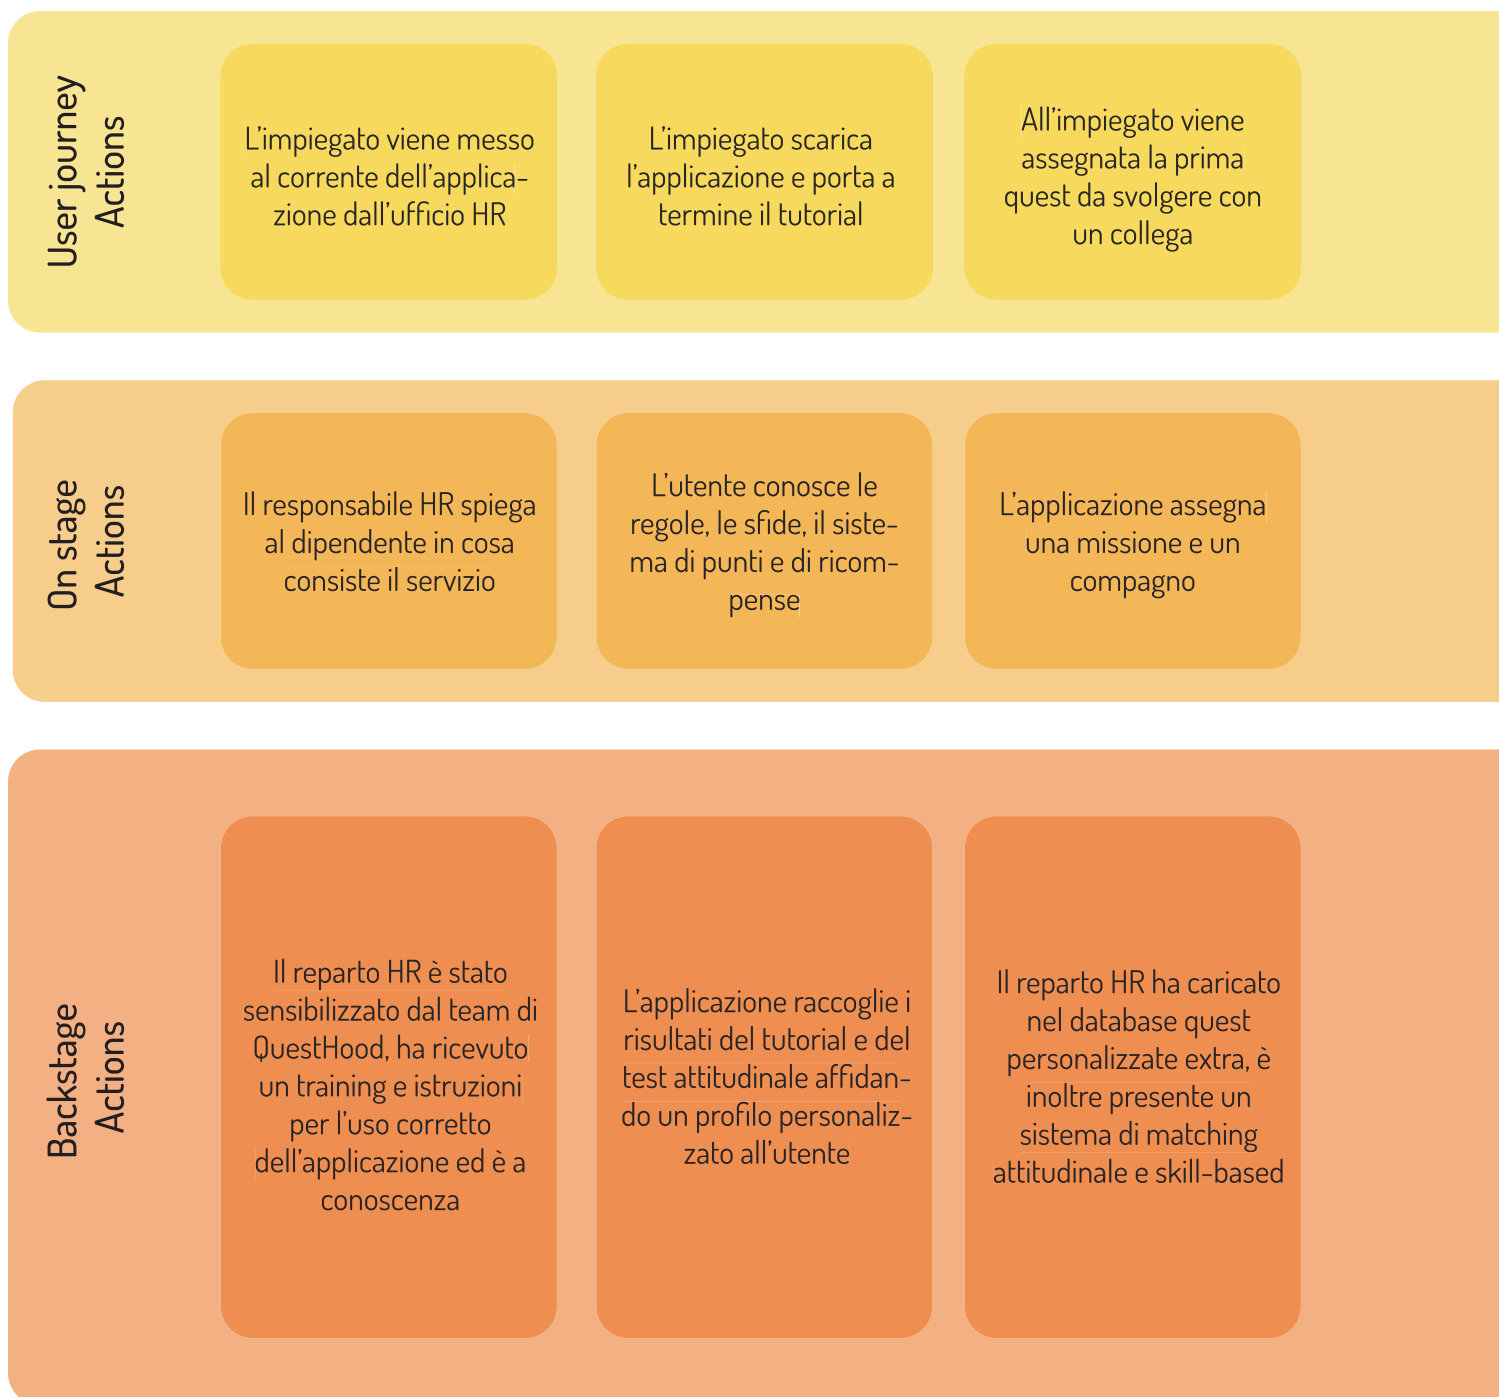 User journey
Actions
L'impiegato viene messo
al corrente dell'applica-
zione dall'ufficio HR
L'impiegato scarica
l'applicazione e porta a
termine il tutorial
All'impiegato viene
assegnata la prima
quest da svolgere con
un collega
On stage
Actions
Il responsabile HR spiega
al dipendente in cosa
consiste il servizio
L'utente conosce le
regole, le sfide, il siste-
ma di punti e di ricom-
pense
L'applicazione assegna
una missione e un
compagno
Backstage
Actions
Il reparto HR è stato
sensibilizzato dal team di
QuestHood, ha ricevuto
un training e istruzioni
per l'uso corretto
dell'applicazione ed è a
conoscenza
L'applicazione raccoglie i
risultati del tutorial e del
test attitudinale affidan-
do un profilo personaliz-
zato all'utente
Il reparto HR ha caricato
nel database quest
personalizzate extra, è
inoltre presente un
sistema di matching
attitudinale e skill-based